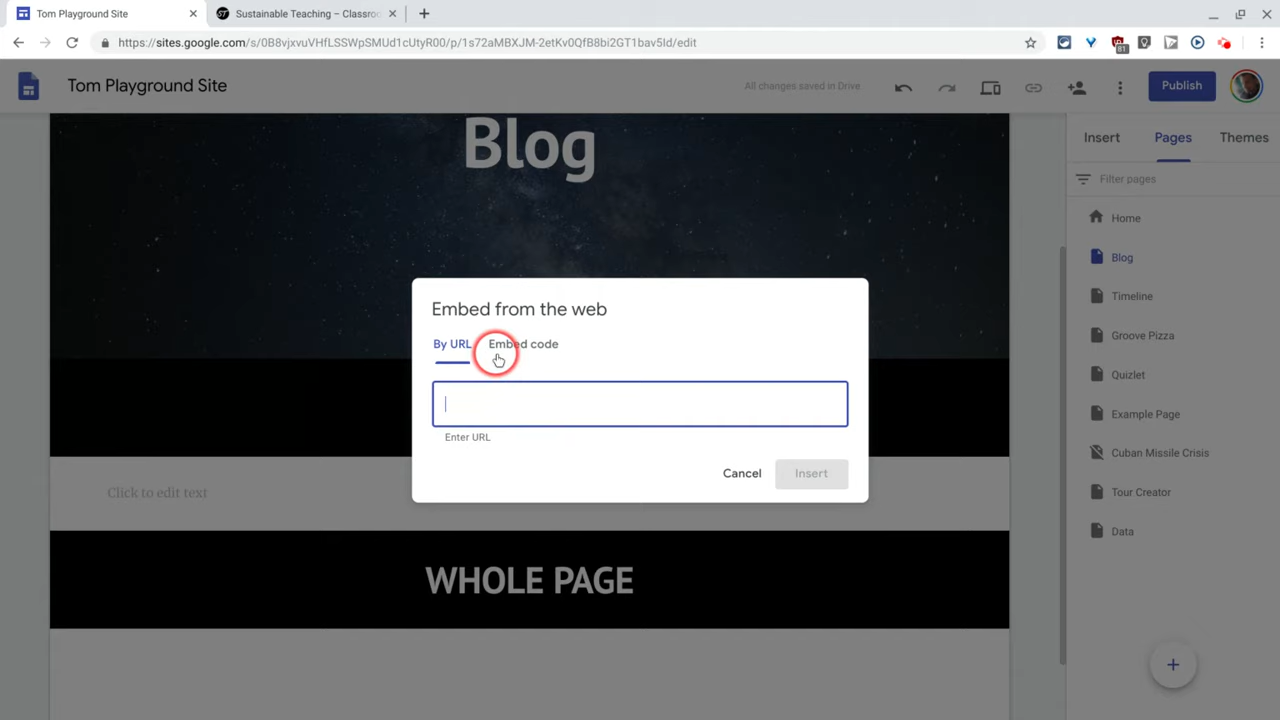 Tom Playground Site
Sustainable Teaching – Classroo
https://sites.google.com/s/0B8vjxvuVHfLSSWpSMUd1cUtyR00/p/1s72aMBXJM-2etKv0QfB8bi2GT1bav5Id/edit
81
Tom Playground Site
All changes saved in Drive
Publish
Blog
Insert
Pages
Themes
Filter pages
Home
Blog
Timeline
Groove Pizza
Quizlet
Example Page
Cuban Missile Crisis
Tour Creator
Data
Embed from the web
By URL
Embed code
Enter URL
Cancel
Insert
Click to edit text
WHOLE PAGE